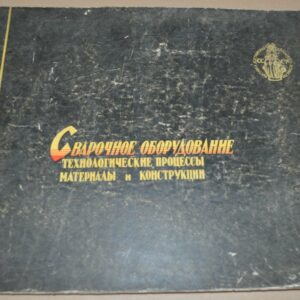 Сварочное оборудование
технологические процессы
материалы и конструкции